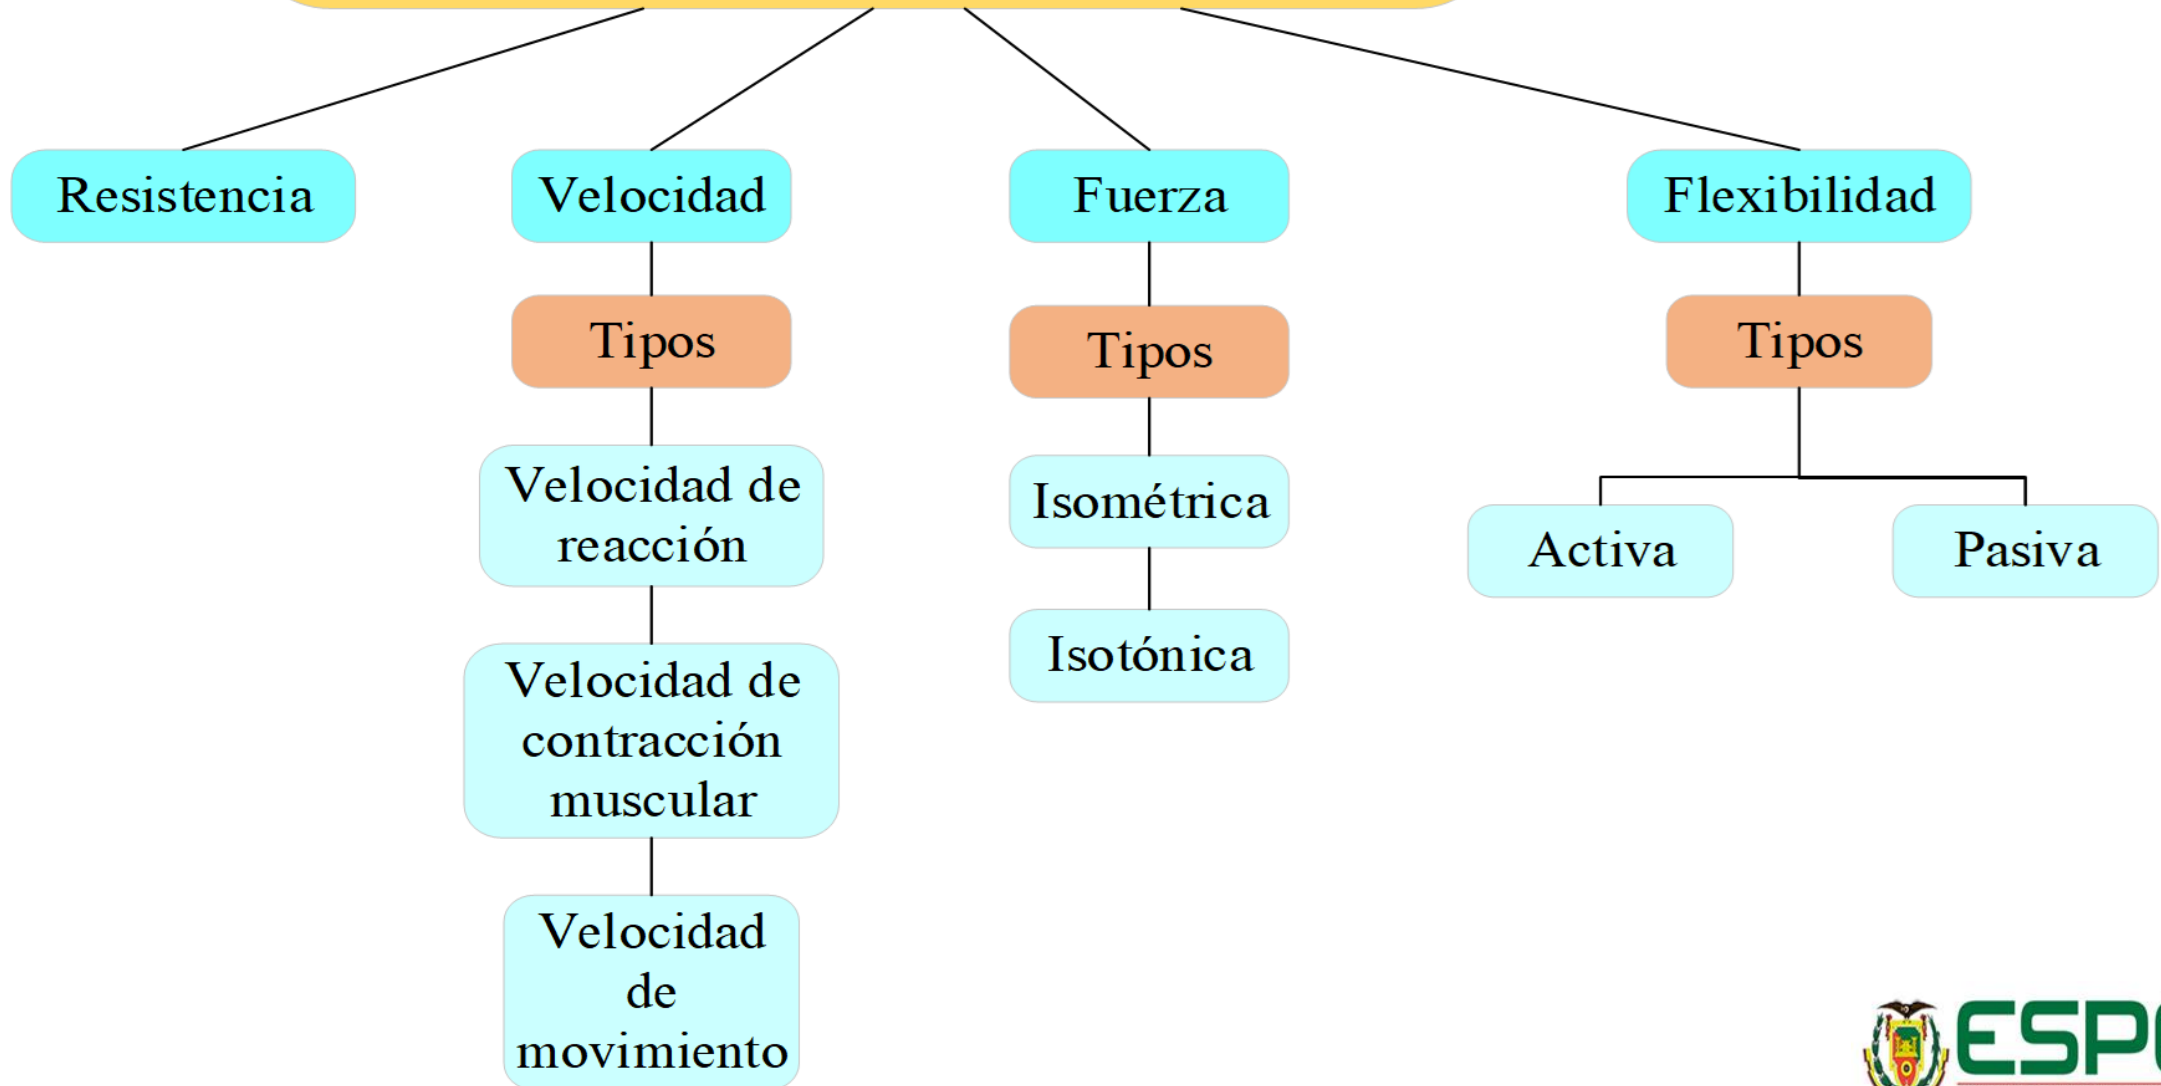 Resistencia
Velocidad
Fuerza
Flexibilidad
Tipos
Tipos
Tipos
Velocidad de
reacción
Isométrica
Activa
Pasiva
Velocidad de
contracción
muscular
Isotónica
Velocidad
de
movimiento